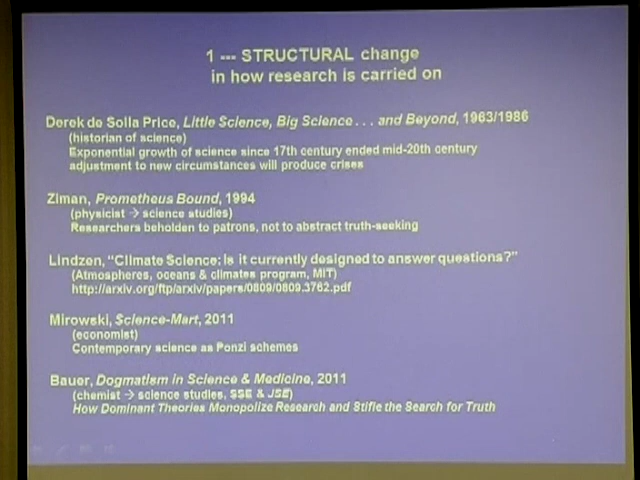 1 --- STRUCTURAL change
in how research is carried on
Derek de Solla Price, Little Science, Big Science . . . and Beyond, 1963/1986
(historian of science)
Exponential growth of science since 17th century ended mid-20th century
adjustment to new circumstances will produce crises
Ziman, Prometheus Bound, 1994
(physicist → science studies)
Researchers beholden to patrons, not to abstract truth-seeking
Lindzen, "Climate Science: Is it currently designed to answer questions?"
(Atmospheres, oceans & climates program, MIT)
http://arxiv.org/ftp/arxiv/papers/0809/0809.3762.pdf
Mirowski, Science-Mart, 2011
(economist)
Contemporary science as Ponzi schemes
Bauer, Dogmatism in Science & Medicine, 2011
(chemist → science studies, SSE & JSE)
How Dominant Theories Monopolize Research and Stifle the Search for Truth